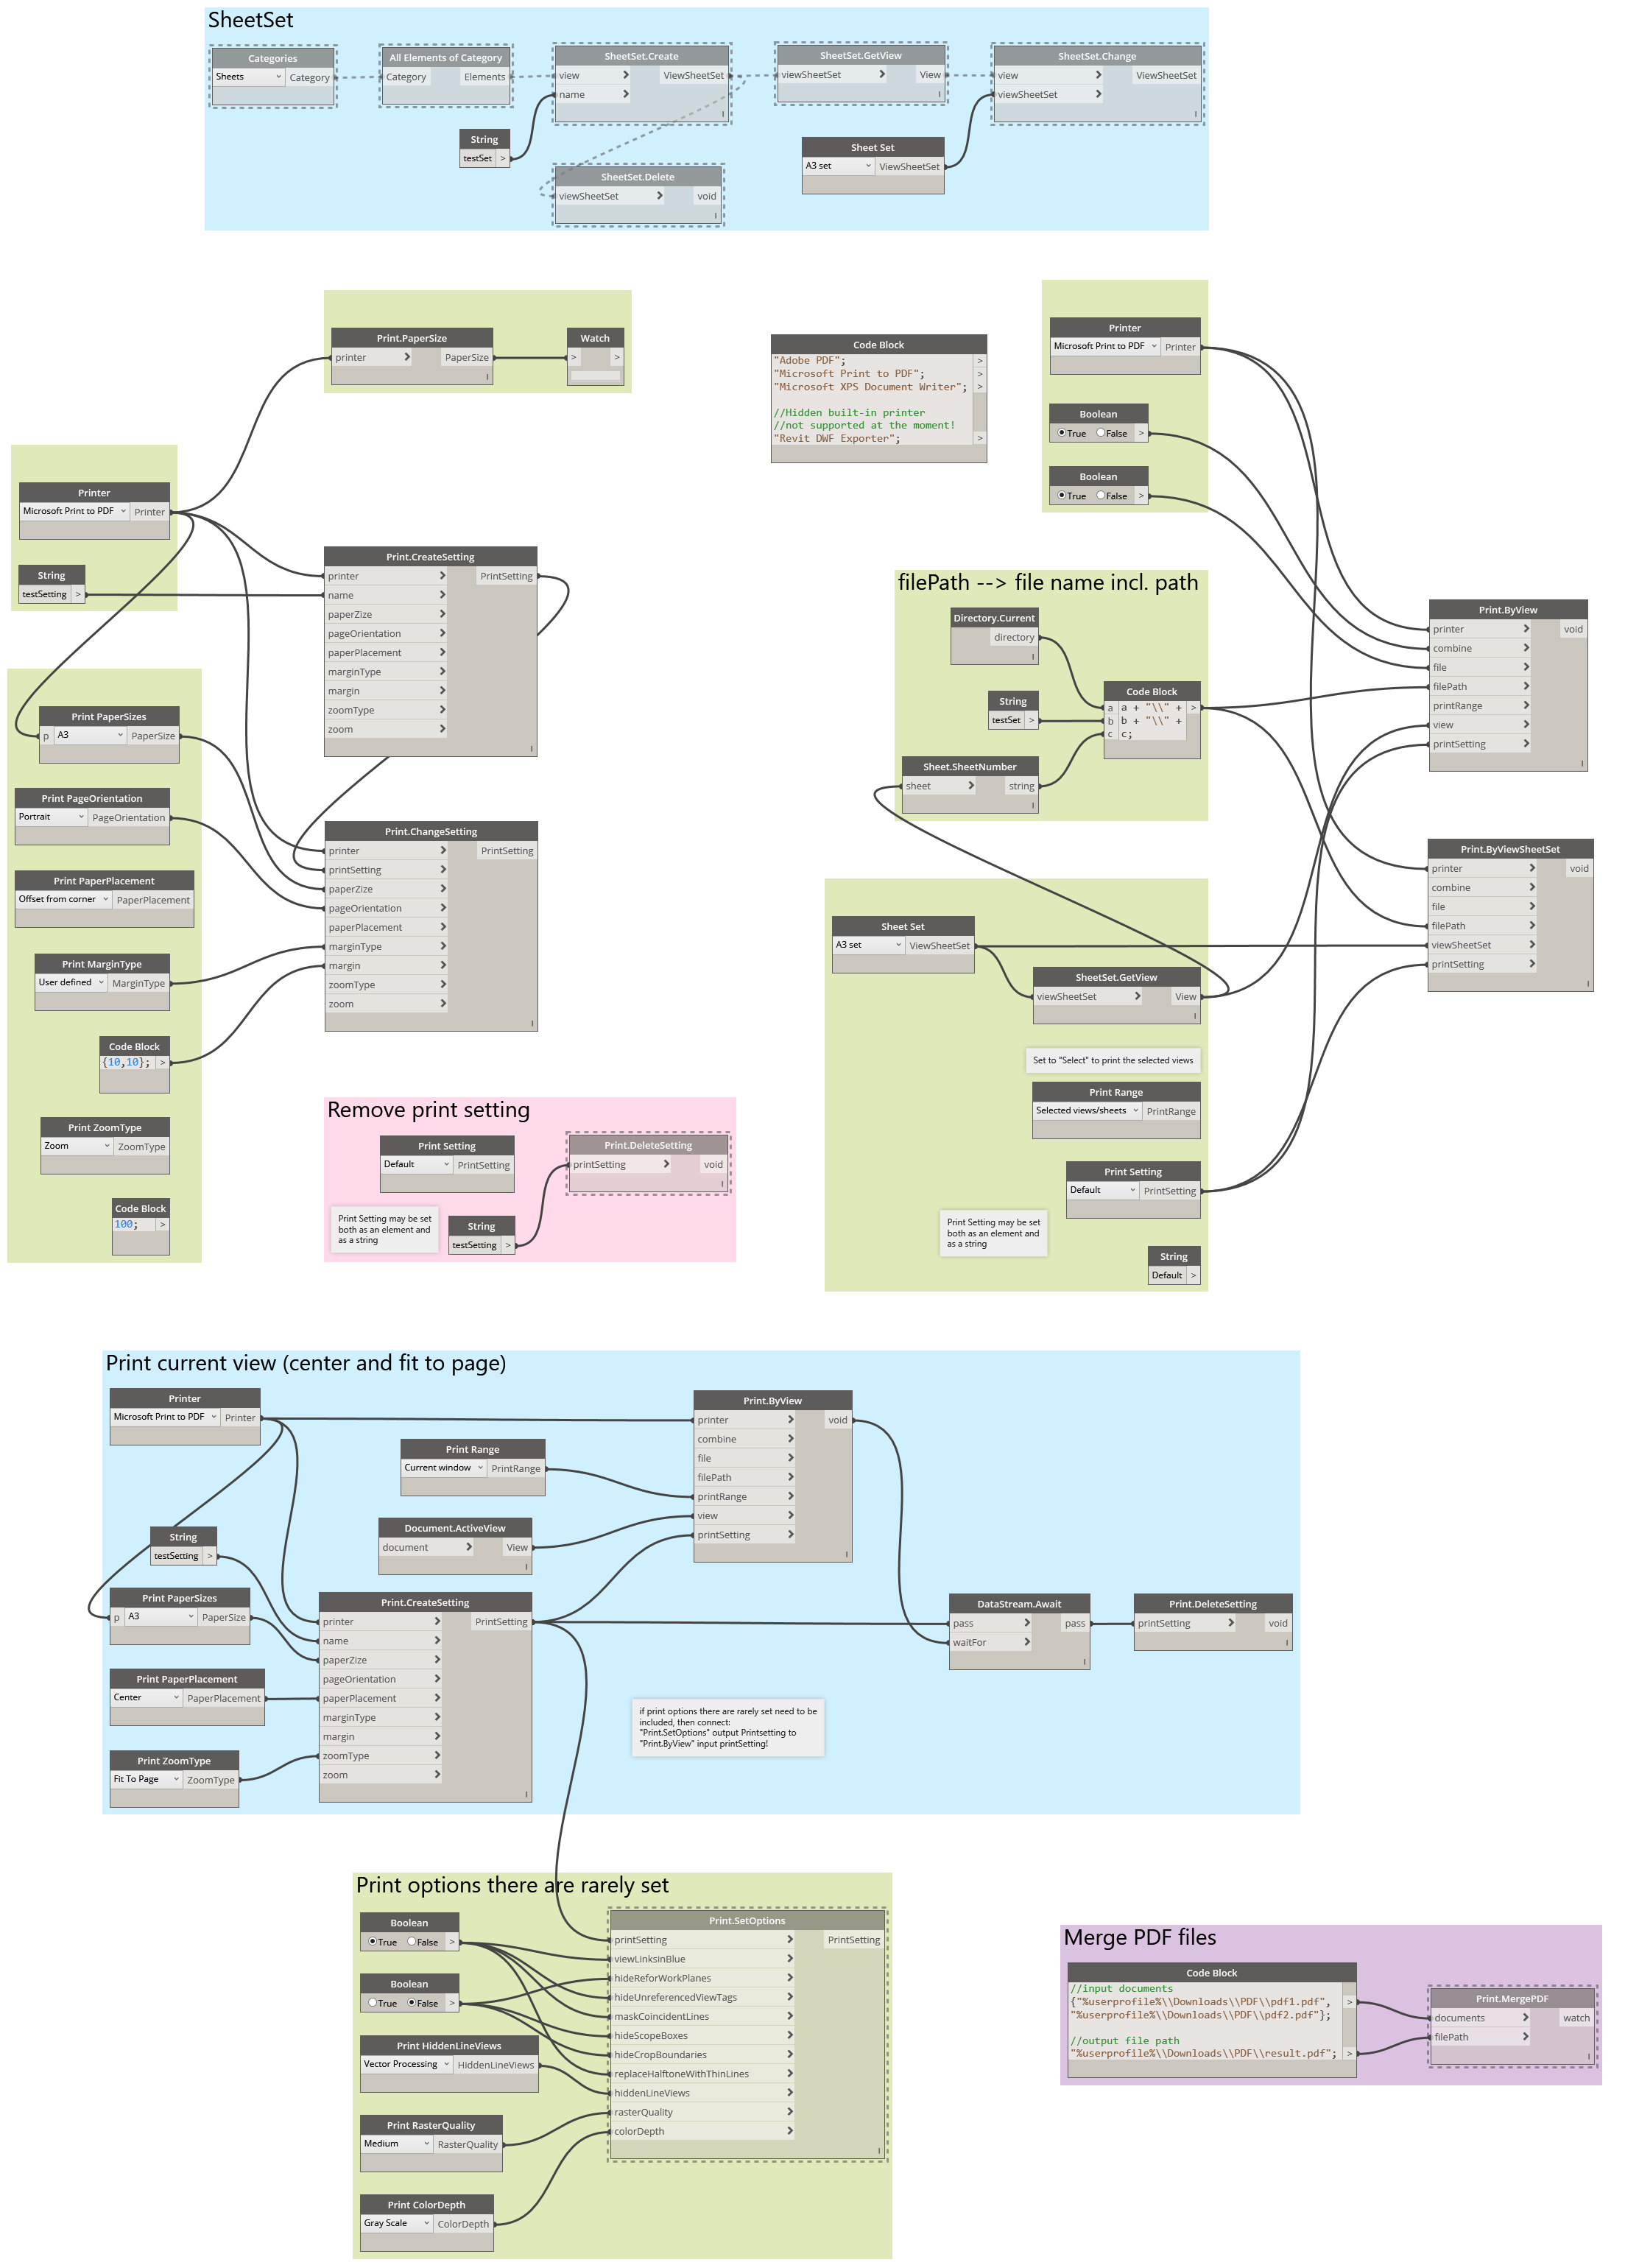 SheetSet
Categories
Sheets Category
All Elements of Category
Category Elements
SheetSet.Create
view ViewSheetSet
name
SheetSet.GetView
viewSheetSet View
SheetSet.Change
view ViewSheetSet
viewSheetSet
String
testSet >
Sheet Set
A3 set ViewSheetSet
SheetSet.Delete
viewSheetSet void
Print.PaperSize
printer PaperSize
Watch
> >
Code Block
"Adobe PDF"; >
"Microsoft Print to PDF"; >
"Microsoft XPS Document Writer"; >
//Hidden built-in printer
//not supported at the moment!
"Revit DWF Exporter"; >
Printer
Microsoft Print to PDF Printer
Boolean
True False >
Boolean
True False >
Printer
Microsoft Print to PDF Printer
String
testSetting >
Print.CreateSetting
printer PrintSetting
name
paperZize
pageOrientation
paperPlacement
marginType
margin
zoomType
zoom
filePath --> file name incl. path
Directory.Current
directory
String
testSet >
Code Block
a a + "\\" + >
b b + "\\" +
c c;
Sheet.SheetNumber
sheet string
Print.ByView
printer void
combine
file
filePath
printRange
view
printSetting
Print PaperSizes
p A3 PaperSize
Print PageOrientation
Portrait PageOrientation
Print PaperPlacement
Offset from corner PaperPlacement
Print MarginType
User defined MarginType
Code Block
{10,10}; >
Print ZoomType
Zoom ZoomType
Code Block
100; >
Print.ChangeSetting
printer PrintSetting
printSetting
paperZize
pageOrientation
paperPlacement
marginType
margin
zoomType
zoom
Print.ByViewSheetSet
printer void
combine
file
filePath
viewSheetSet
printSetting
Sheet Set
A3 set ViewSheetSet
SheetSet.GetView
viewSheetSet View
Set to "Select" to print the selected views
Print Range
Selected views/sheets PrintRange
Print Setting
Default PrintSetting
Print Setting may be set
both as an element and
as a string
String
Default >
Remove print setting
Print Setting
Default PrintSetting
Print.DeleteSetting
printSetting void
Print Setting may be set
both as an element and
as a string
String
testSetting >
Print current view (center and fit to page)
Printer
Microsoft Print to PDF Printer
Print Range
Current window PrintRange
Print.ByView
printer void
combine
file
filePath
printRange
view
printSetting
String
testSetting >
Document.ActiveView
document View
Print PaperSizes
p A3 PaperSize
Print PaperPlacement
Center PaperPlacement
Print ZoomType
Fit To Page ZoomType
Print.CreateSetting
printer PrintSetting
name
paperZize
pageOrientation
paperPlacement
marginType
margin
zoomType
zoom
DataStream.Await
pass pass
waitFor
Print.DeleteSetting
printSetting void
if print options there are rarely set need to be
included, then connect:
"Print.SetOptions" output Printsetting to
"Print.ByView" input printSetting!
Print options there are rarely set
Boolean
True False >
Boolean
True False >
Print HiddenLineViews
Vector Processing HiddenLineViews
Print RasterQuality
Medium RasterQuality
Print ColorDepth
Gray Scale ColorDepth
Print.SetOptions
printSetting PrintSetting
viewLinksinBlue
hideReforWorkPlanes
hideUnreferencedViewTags
maskCoincidentLines
hideScopeBoxes
hideCropBoundaries
replaceHalftoneWithThinLines
hiddenLineViews
rasterQuality
colorDepth
Merge PDF files
Code Block
//input documents
{"%userprofile%\\Downloads\\PDF\\pdf1.pdf", >
"%userprofile%\\Downloads\\PDF\\pdf2.pdf"};
//output file path
"%userprofile%\\Downloads\\PDF\\result.pdf"; >
Print.MergePDF
documents watch
filePath